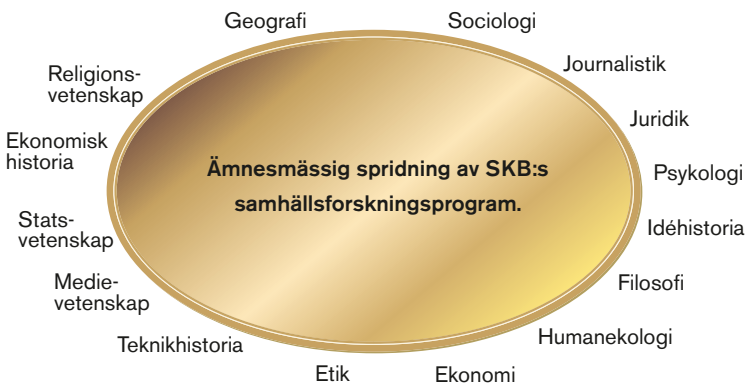 Geografi
Sociologi
Journalistik
Juridik
Psykologi
Idéhistoria
Filosofi
Humanekologi
Ekonomi
Etik
Teknikhistoria
Medie-
vetenskap
Stats-
vetenskap
Ekonomisk
historia
Religions-
vetenskap
Ämnesmässig spridning av SKB:s
samhällsforskningsprogram.